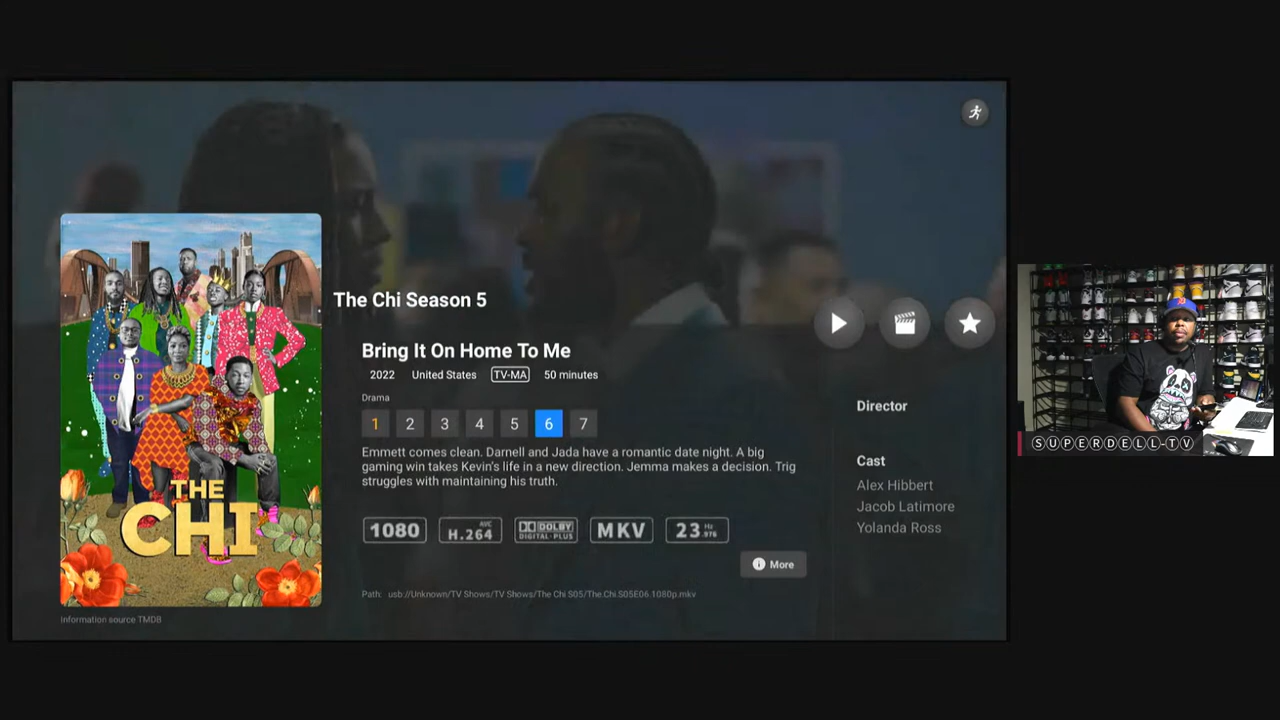 The Chi Season 5
Bring It On Home To Me
2022 United States TV-MA 50 minutes
Drama
1 2 3 4 5 6 7
Emmett comes clean. Darnell and Jada have a romantic date night. A big
gaming win takes Kevin's life in a new direction. Jemma makes a decision. Trig
struggles with maintaining his truth.
1080 H.264 AVC DOLBY DIGITAL·PLUS MKV 23.976 Hz
More
Path: usb://Unknown/TV Shows/TV Shows/The Chi S05/The.Chi.S05E06.1080p.mkv
Information source TMDB
THE
CHI
Director
Cast
Alex Hibbert
Jacob Latimore
Yolanda Ross
SUPERDELL-TV